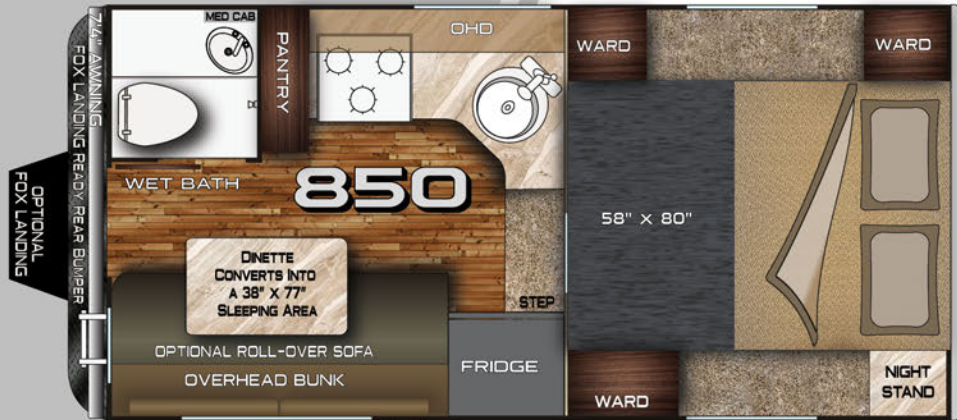 7'4" AWNING
FOX LANDING READY REAR BUMPER
OPTIONAL
FOX LANDING
MED CAB
PANTRY
OHD
WARD
WARD
WET BATH
850
58" X 80"
DINETTE
CONVERTS INTO
A 38" X 77"
SLEEPING AREA
STEP
OPTIONAL ROLL-OVER SOFA
OVERHEAD BUNK
FRIDGE
WARD
NIGHT
STAND